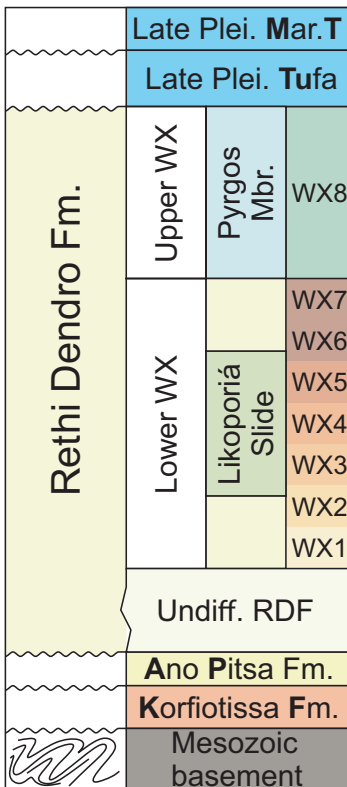 Late Plei. Mar.T
Late Plei. Tufa
Rethi Dendro Fm.
Upper WX
Pyrgos
Mbr.
WX8
Lower WX
Likoporiá
Slide
WX7
WX6
WX5
WX4
WX3
WX2
WX1
Undiff. RDF
Ano Pitsa Fm.
Korfiotissa Fm.
Mesozoic
basement